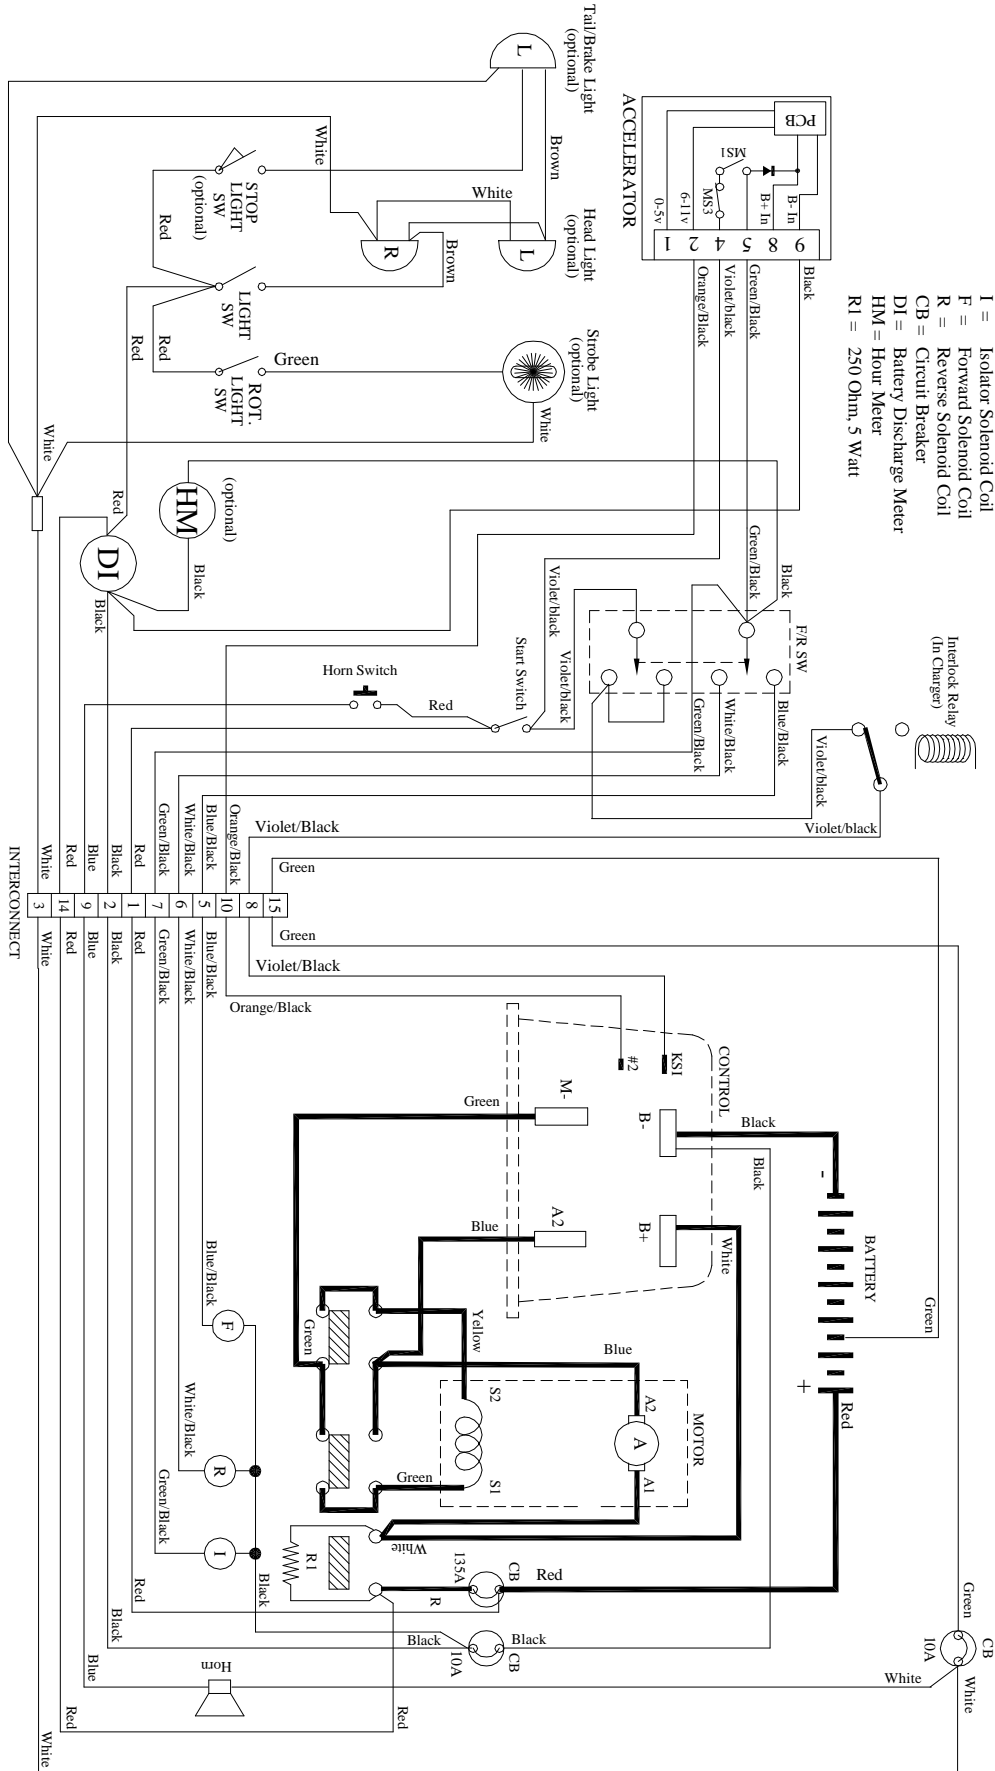 I = Isolator Solenoid Coil
F = Forward Solenoid Coil
R = Reverse Solenoid Coil
CB = Circuit Breaker
DI = Battery Discharge Meter
HM = Hour Meter
R1 = 250 Ohm, 5 Watt
Tail/Brake Light
(optional)
L
Brown
White
STOP
LIGHT
SW
(optional)
Red
White
R
L
Head Light
(optional)
Brown
LIGHT
SW
Red
Red
Green
ROT.
LIGHT
SW
Strobe Light
(optional)
White
White
ACCELERATOR
PCB
MS1
MS3
0-5v
6-11v
B+ In
B- In
1
2
4
5
8
9
Orange/Black
Violet/black
Green/Black
Black
Red
HM
(optional)
DI
Black
Black
Violet/black
Green/Black
Black
F/R SW
Start Switch
Violet/black
Horn Switch
Red
Green/Black
White/Black
Blue/Black
Interlock Relay
(In Charger)
Violet/black
Violet/black
Violet/Black
Green
White
Red
Blue
Black
Red
Green/Black
White/Black
Blue/Black
Orange/Black
INTERCONNECT
3
14
9
2
1
7
6
5
10
8
15
White
Red
Blue
Black
Red
Green/Black
White/Black
Blue/Black
Orange/Black
Violet/Black
Green
CONTROL
#2
KSI
M-
B-
A2
B+
Green
Blue
Black
Black
White
-
BATTERY
+
Green
Red
Yellow
Green
Blue
S2
S1
Green
A2
A
A1
MOTOR
Blue/Black
F
White/Black
R
Green/Black
I
R1
White
Black
135A
CB
R
Red
Red
Black
Black
10A
CB
Black
Blue
Horn
White
Red
Red
White
Green
CB
10A
White